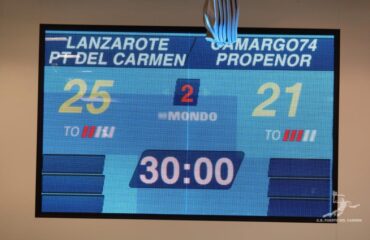 LANZAROTE
PT DEL CARMEN
CAMARGO74
PROPENOR
25
2
21
MONDO
TO
TO
30:00